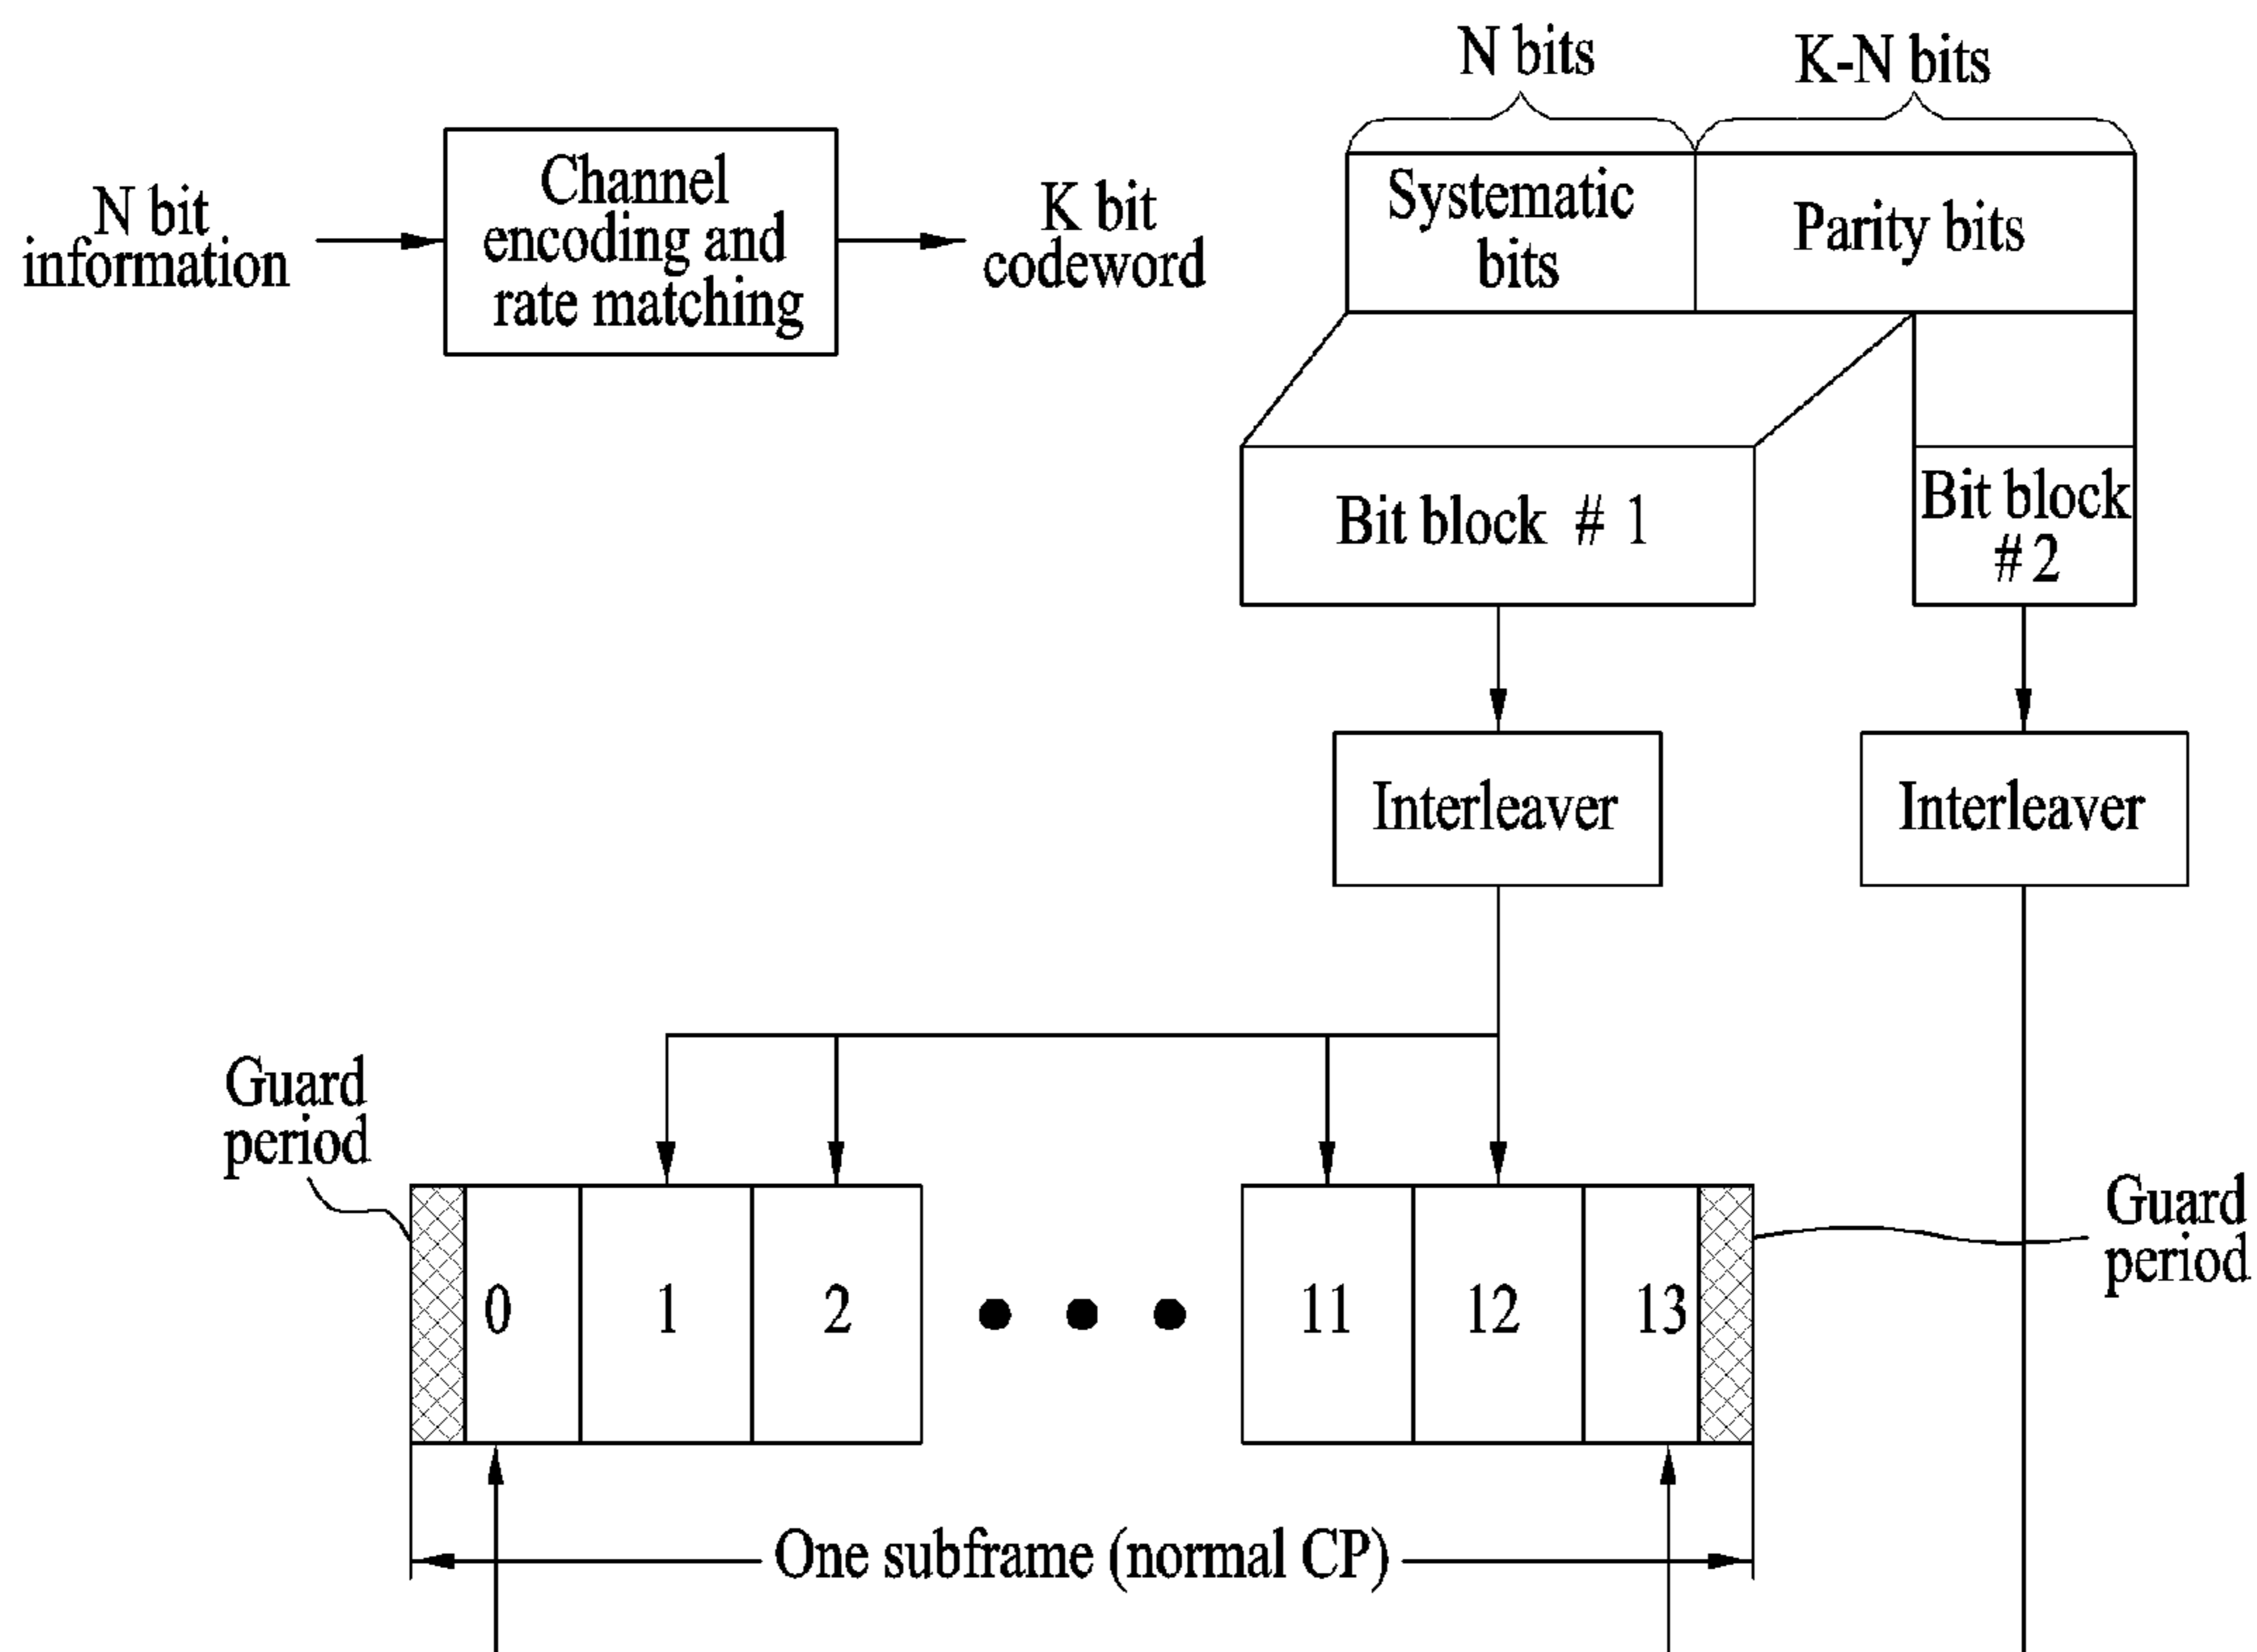 N bit
information
Channel
encoding and
rate matching
K bit
codeword
N bits
K-N bits
Systematic
bits
Parity bits
Bit block # 1
Bit block
# 2
Interleaver
Interleaver
Guard
period
0
1
2
11
12
13
Guard
period
One subframe (normal CP)